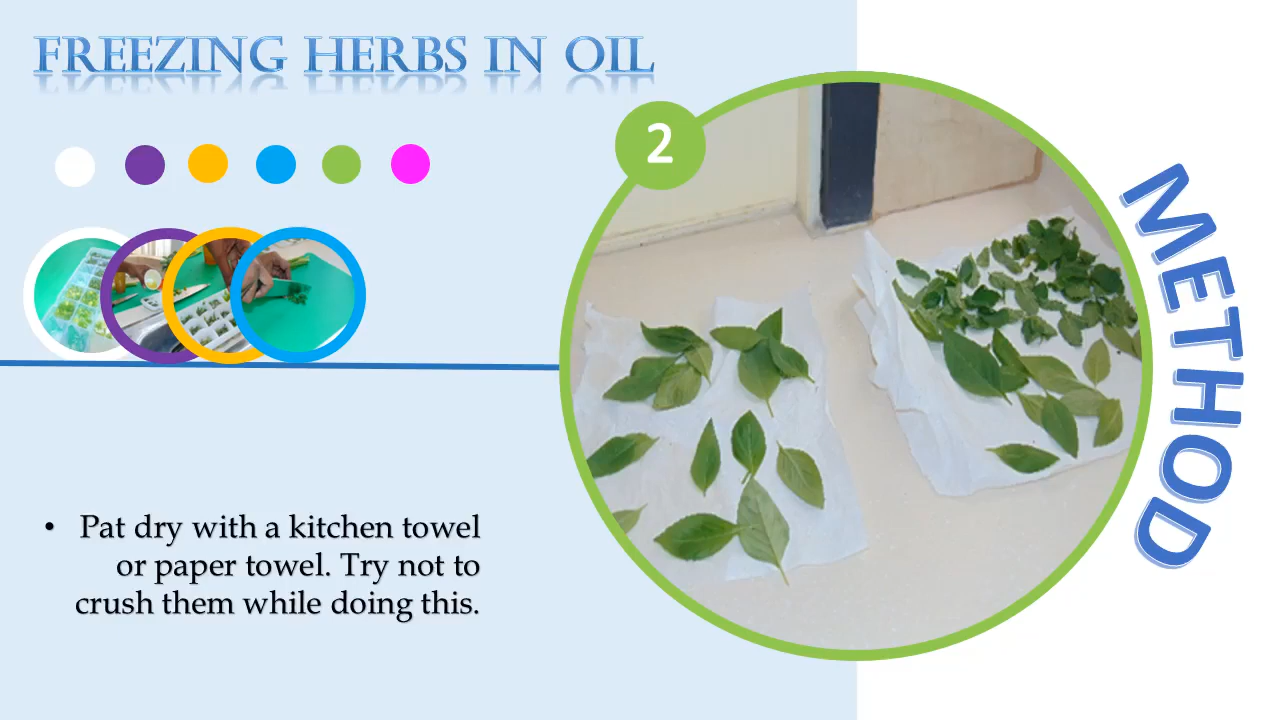 FREEZING HERBS IN OIL
2
METHOD
• Pat dry with a kitchen towel
or paper towel. Try not to
crush them while doing this.